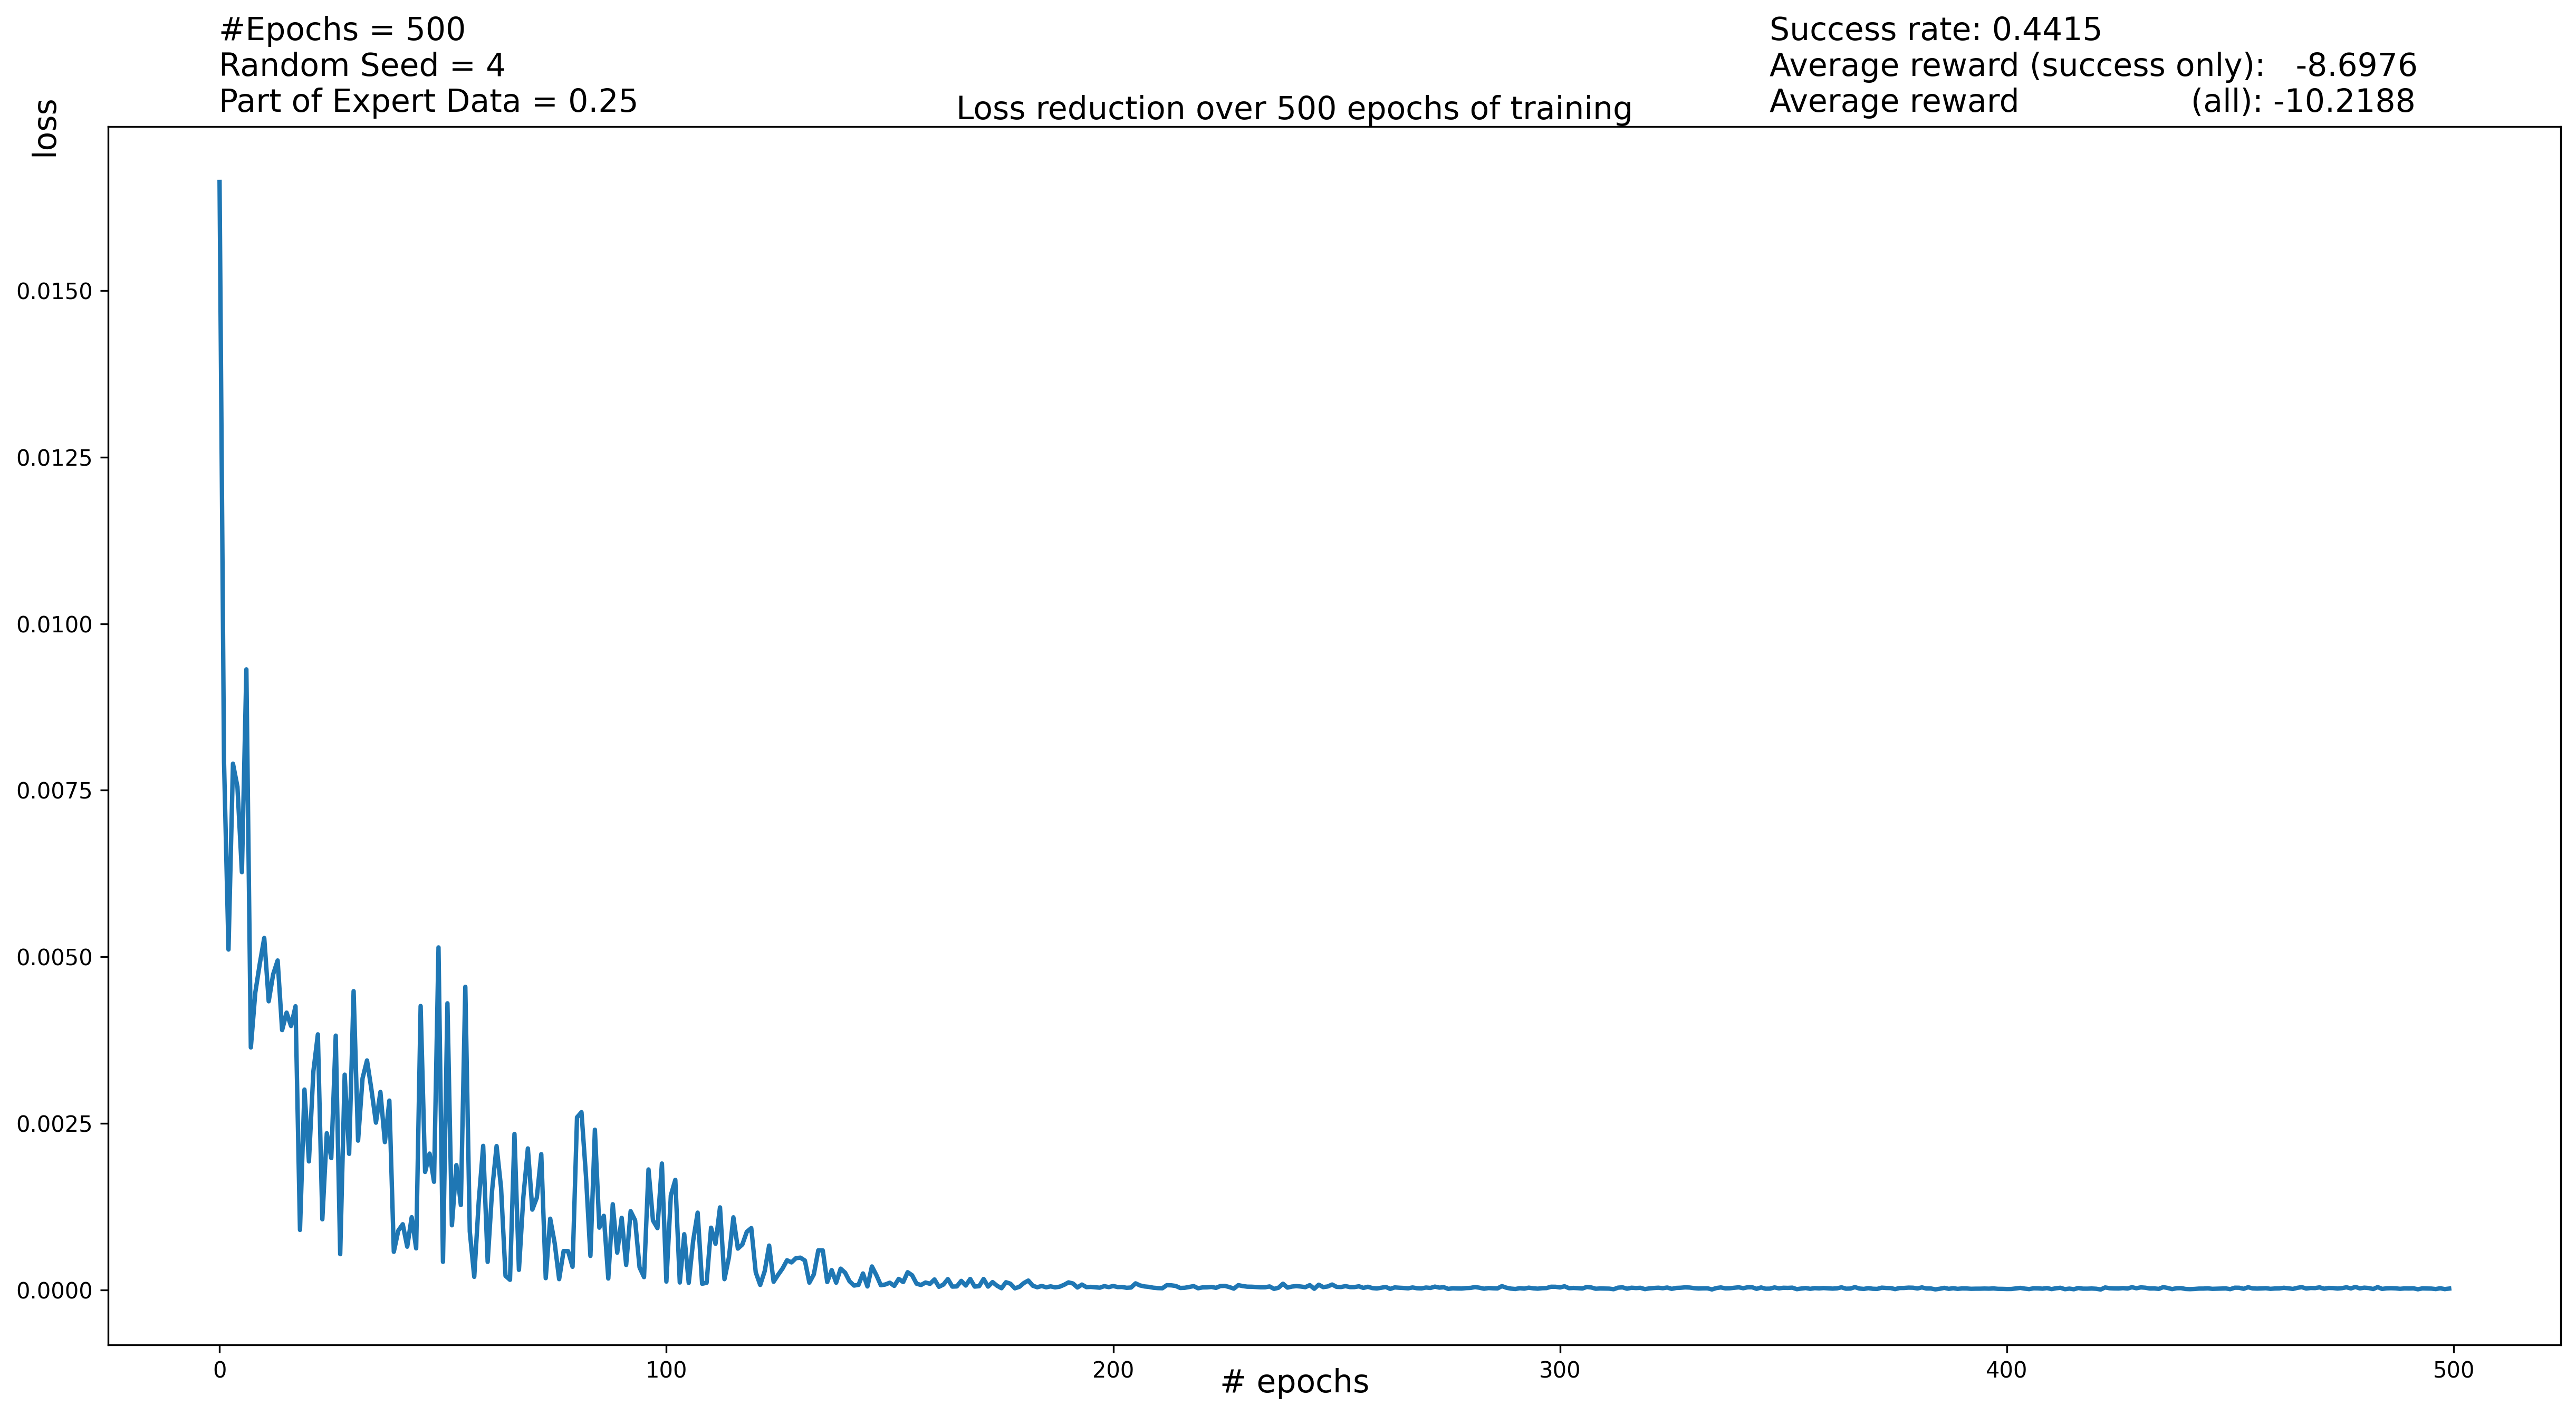 #Epochs = 500
Random Seed = 4
Part of Expert Data = 0.25
Success rate: 0.4415
Average reward (success only):   -8.6976
Average reward                     (all): -10.2188
Loss reduction over 500 epochs of training
loss
0.0150
0.0125
0.0100
0.0075
0.0050
0.0025
0.0000
0 100 200 300 400 500
# epochs